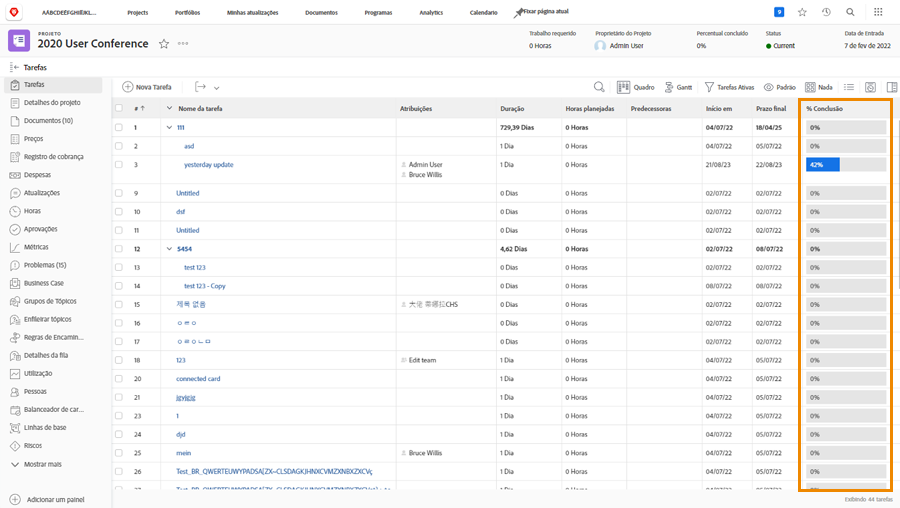 AÀBCDEÉFGHIÍJKL... Projects Portfólios Minhas atualizações Documentos Programas Analytics Calendario Fixar página atual 9
PROJETO
2020 User Conference
Trabalho requerido Proprietário do Projeto Percentual concluído Status Data de Entrada
0 Horas Admin User 0% Current 7 de fev de 2022
Tarefas
Tarefas
Detalhes do projeto
Documentos (10)
Preços
Registro de cobrança
Despesas
Atualizações
Horas
Aprovações
Métricas
Problemas (15)
Business Case
Grupos de Tópicos
Enfileirar tópicos
Regras de Encamin...
Detalhes da fila
Utilização
Pessoas
Balanceador de car...
Linhas de base
Riscos
Mostrar mais
Adicionar um painel
Nova Tarefa Quadro Gantt Tarefas Ativas Padrão Nada
# Nome da tarefa Atribuições Duração Horas planejadas Predecessoras Início em Prazo final % Conclusão
1 111 729,39 Dias 0 Horas 04/07/22 18/04/25 0%
2 asd 1 Dia 0 Horas 04/07/22 05/07/22 0%
3 yesterday update Admin User 1 Dia 0 Horas 21/08/23 22/08/23 42%
Bruce Willis
9 Untitled 0 Dias 0 Horas 02/07/22 02/07/22 0%
10 dsf 0 Dias 0 Horas 02/07/22 02/07/22 0%
11 Untitled 0 Dias 0 Horas 02/07/22 02/07/22 0%
12 5454 4,62 Dias 0 Horas 02/07/22 08/07/22 0%
13 test 123 0 Dias 0 Horas 02/07/22 02/07/22 0%
14 test 123 - Copy 0 Dias 0 Horas 08/07/22 08/07/22 0%
15 제목 없음 CHS 0 Dias 0 Horas 02/07/22 02/07/22 0%
16 ㅇㄹㅇ 0 Dias 0 Horas 02/07/22 02/07/22 0%
17 0 Dias 0 Horas 02/07/22 02/07/22 0%
18 123 Edit team 1 Dia 0 Horas 04/07/22 05/07/22 0%
20 connected card 1 Dia 0 Horas 04/07/22 05/07/22 0%
21 jgyjgjg 1 Dia 0 Horas 04/07/22 05/07/22 0%
23 1 1 Dia 0 Horas 04/07/22 05/07/22 0%
24 djd 1 Dia 0 Horas 04/07/22 05/07/22 0%
25 mein Bruce Willis 1 Dia 0 Horas 04/07/22 05/07/22 0%
26 1 Dia 0 Horas 04/07/22 05/07/22 0%
Exibindo 44 tarefas